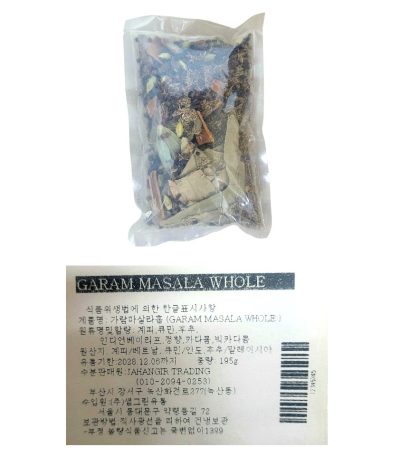 GARAM MASALA WHOLE
식품위생법에 의한 한글표시사항
제품명: 가람마살라홀 (GARAM MASALA WHOLE )
원료명및함량: 계피,큐민,후추,
인디언베이리프,정향,카다몸,빅카다몸
원산지: 계피/베트남, 큐민/인도,후추/말레이시아
유통기한:2028.12.06까지 중량: 195g
소분판매원:JAHANGIR TRADING
(010-2094-0253)
부산시 강서구 녹산화전로37?(녹산동)
수입원:(주)웰그린유통
서울시 동대문구 약령동길 72
보관방법:직사광선을 피하여 건냉보관
-부정 불량식품신고는 국번없이1399